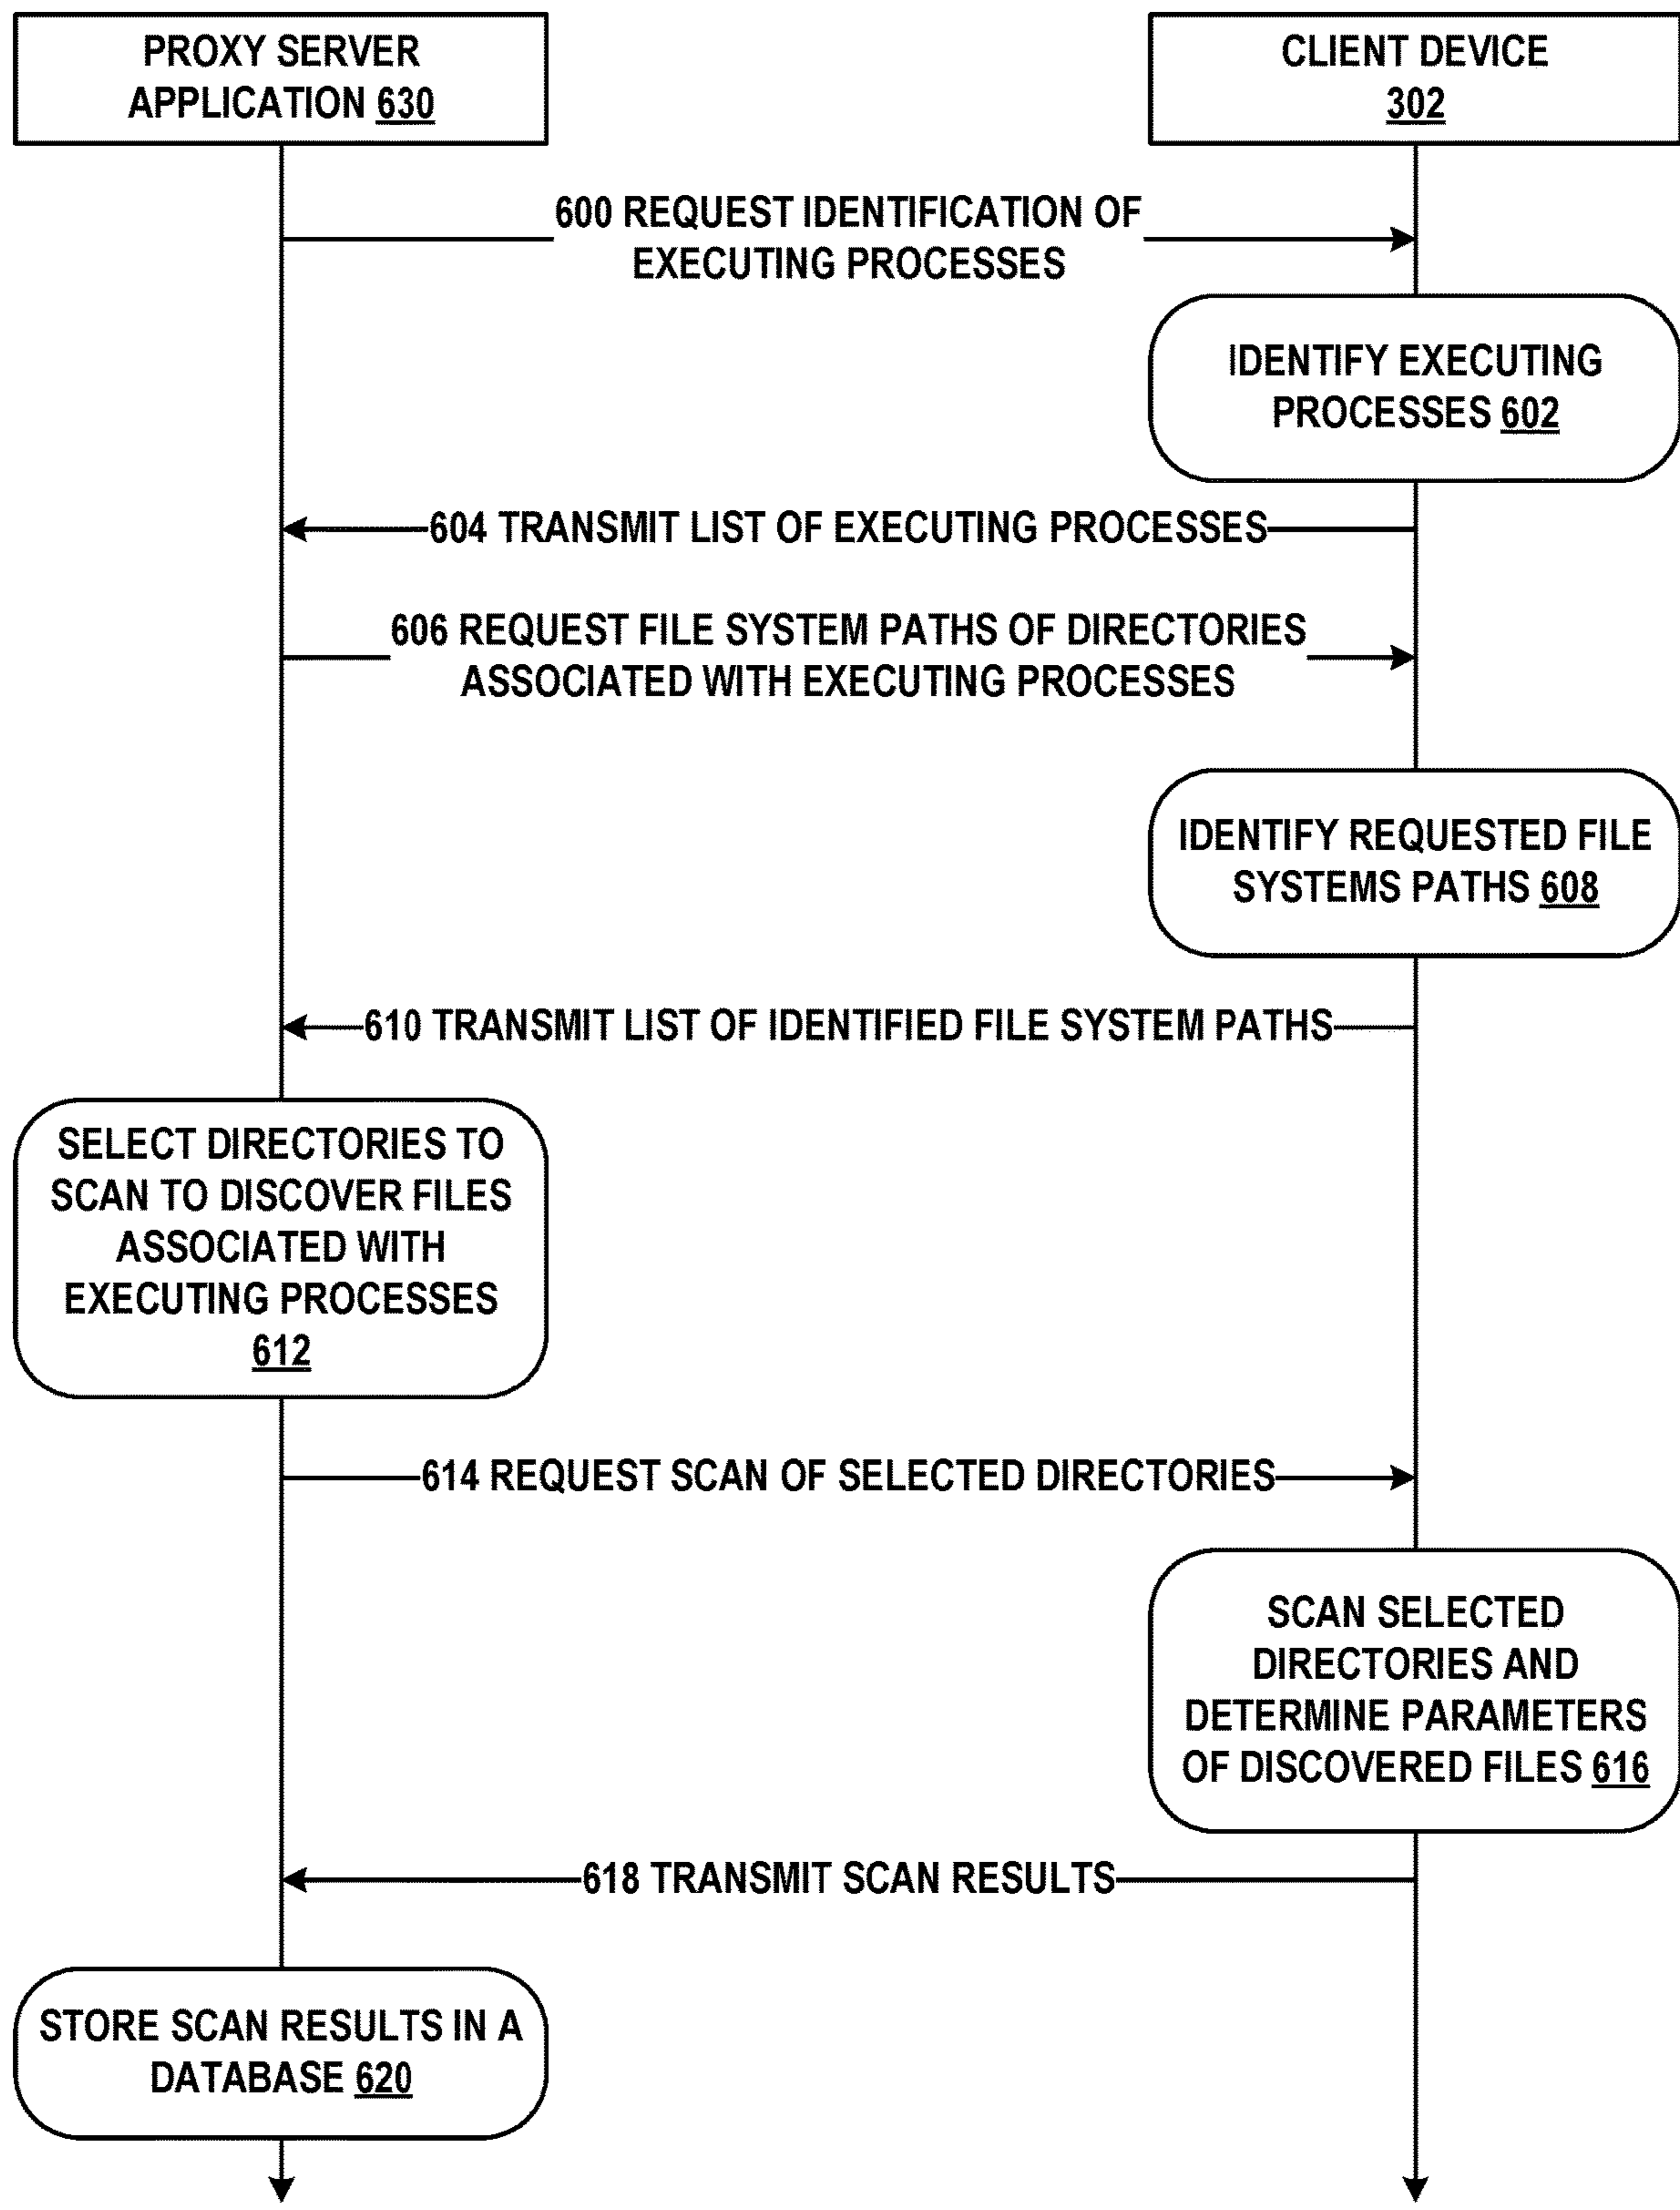 PROXY SERVER
APPLICATION 630
CLIENT DEVICE
302
600 REQUEST IDENTIFICATION OF
EXECUTING PROCESSES
IDENTIFY EXECUTING
PROCESSES 602
604 TRANSMIT LIST OF EXECUTING PROCESSES
606 REQUEST FILE SYSTEM PATHS OF DIRECTORIES
ASSOCIATED WITH EXECUTING PROCESSES
IDENTIFY REQUESTED FILE
SYSTEMS PATHS 608
610 TRANSMIT LIST OF IDENTIFIED FILE SYSTEM PATHS
SELECT DIRECTORIES TO
SCAN TO DISCOVER FILES
ASSOCIATED WITH
EXECUTING PROCESSES
612
614 REQUEST SCAN OF SELECTED DIRECTORIES
SCAN SELECTED
DIRECTORIES AND
DETERMINE PARAMETERS
OF DISCOVERED FILES 616
618 TRANSMIT SCAN RESULTS
STORE SCAN RESULTS IN A
DATABASE 620